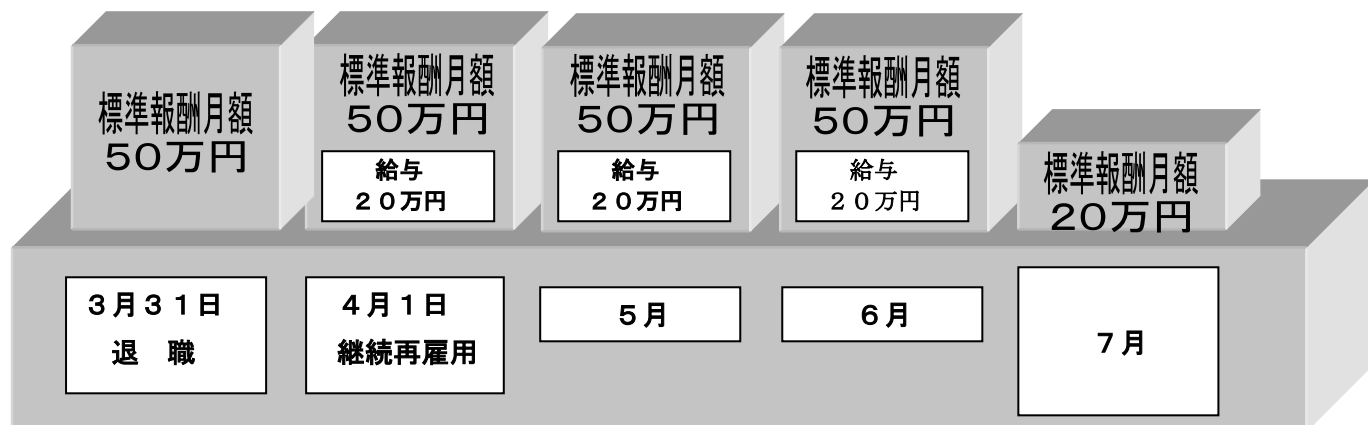 標準報酬月額
５０万円
標準報酬月額
５０万円
給与
２０万円
標準報酬月額
５０万円
給与
２０万円
標準報酬月額
５０万円
給与
２０万円
標準報酬月額
２０万円
３月３１日
退　職
４月１日
継続再雇用
５月
６月
７月